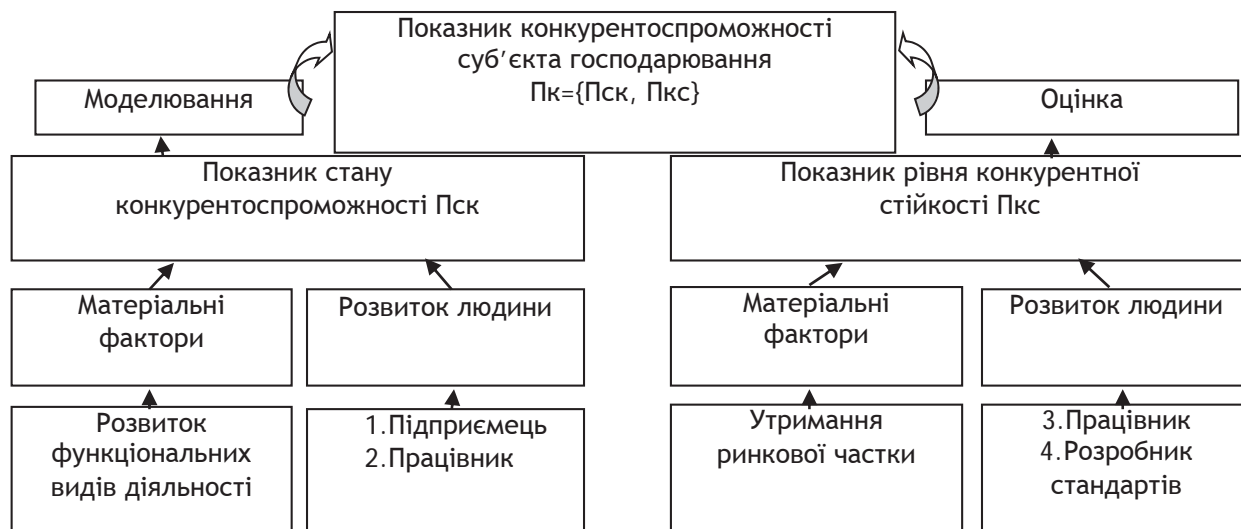 Показник конкурентоспроможності
суб’єкта господарювання
Пк={Пск, Пкс}
Моделювання
Оцінка
Показник стану
конкурентоспроможності Пск
Показник рівня конкурентної
стійкості Пкс
Матеріальні
фактори
Розвиток людини
Матеріальні
фактори
Розвиток людини
Розвиток
функціональних
видів діяльності
1.Підприємець
2.Працівник
Утримання
ринкової частки
3.Працівник
4.Розробник
стандартів